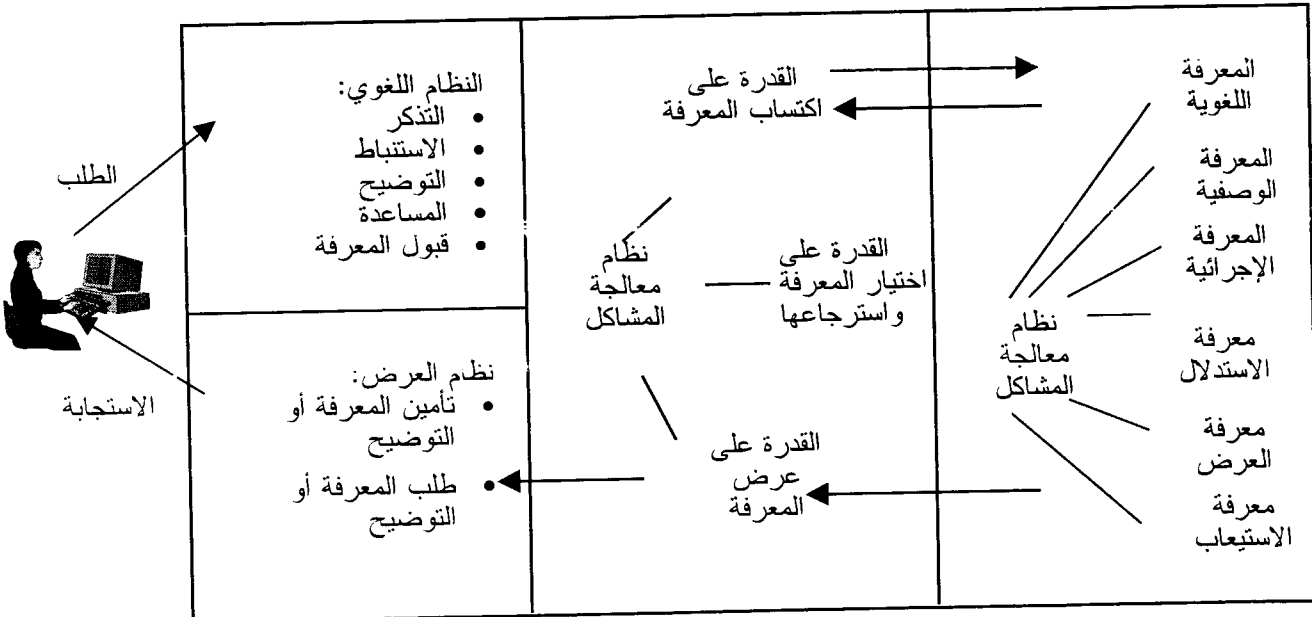 المعرفة
اللغوية
المعرفة
الوصفية
المعرفة
الإجرائية
معرفة
الاستدلال
معرفة
العرض
معرفة
الاستيعاب
نظام
معالجة
المشاكل
القدرة على
اكتساب المعرفة
القدرة على
اختيار المعرفة
واسترجاعها
القدرة على
عرض
المعرفة
نظام
معالجة
المشاكل
النظام اللغوي:
• التذكر
• الاستنباط
• التوضيح
• المساعدة
• قبول المعرفة
نظام العرض:
• تأمين المعرفة أو
التوضيح
• طلب المعرفة أو
التوضيح
الطلب
الاستجابة